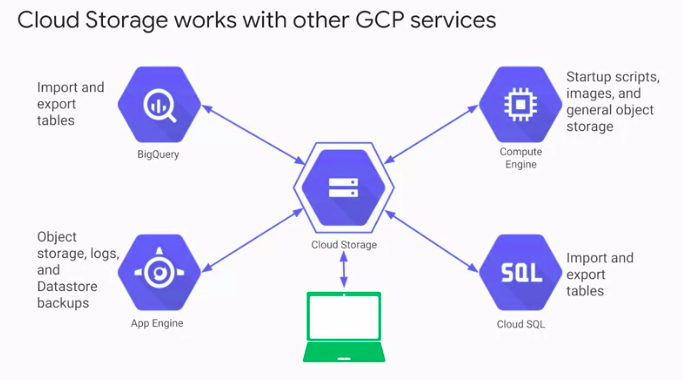 Cloud Storage works with other GCP services
Import and
export
tables
BigQuery
Startup scripts,
images, and
general object
storage
Compute
Engine
Cloud Storage
Object
storage, logs,
and
Datastore
backups
App Engine
SQL
Import and
export
tables
Cloud SQL